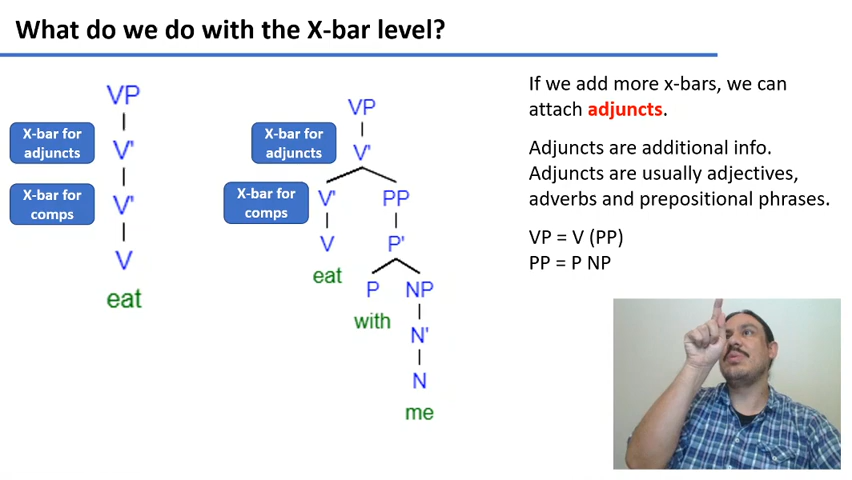 What do we do with the X-bar level?
If we add more x-bars, we can
attach adjuncts.
Adjuncts are additional info.
Adjuncts are usually adjectives,
adverbs and prepositional phrases.
VP = V (PP)
PP = P NP
VP
X-bar for
adjuncts
V'
X-bar for
comps
V'
V
eat
VP
X-bar for
adjuncts
V'
X-bar for
comps
V' PP
V P'
eat
P NP
with
N'
N
me